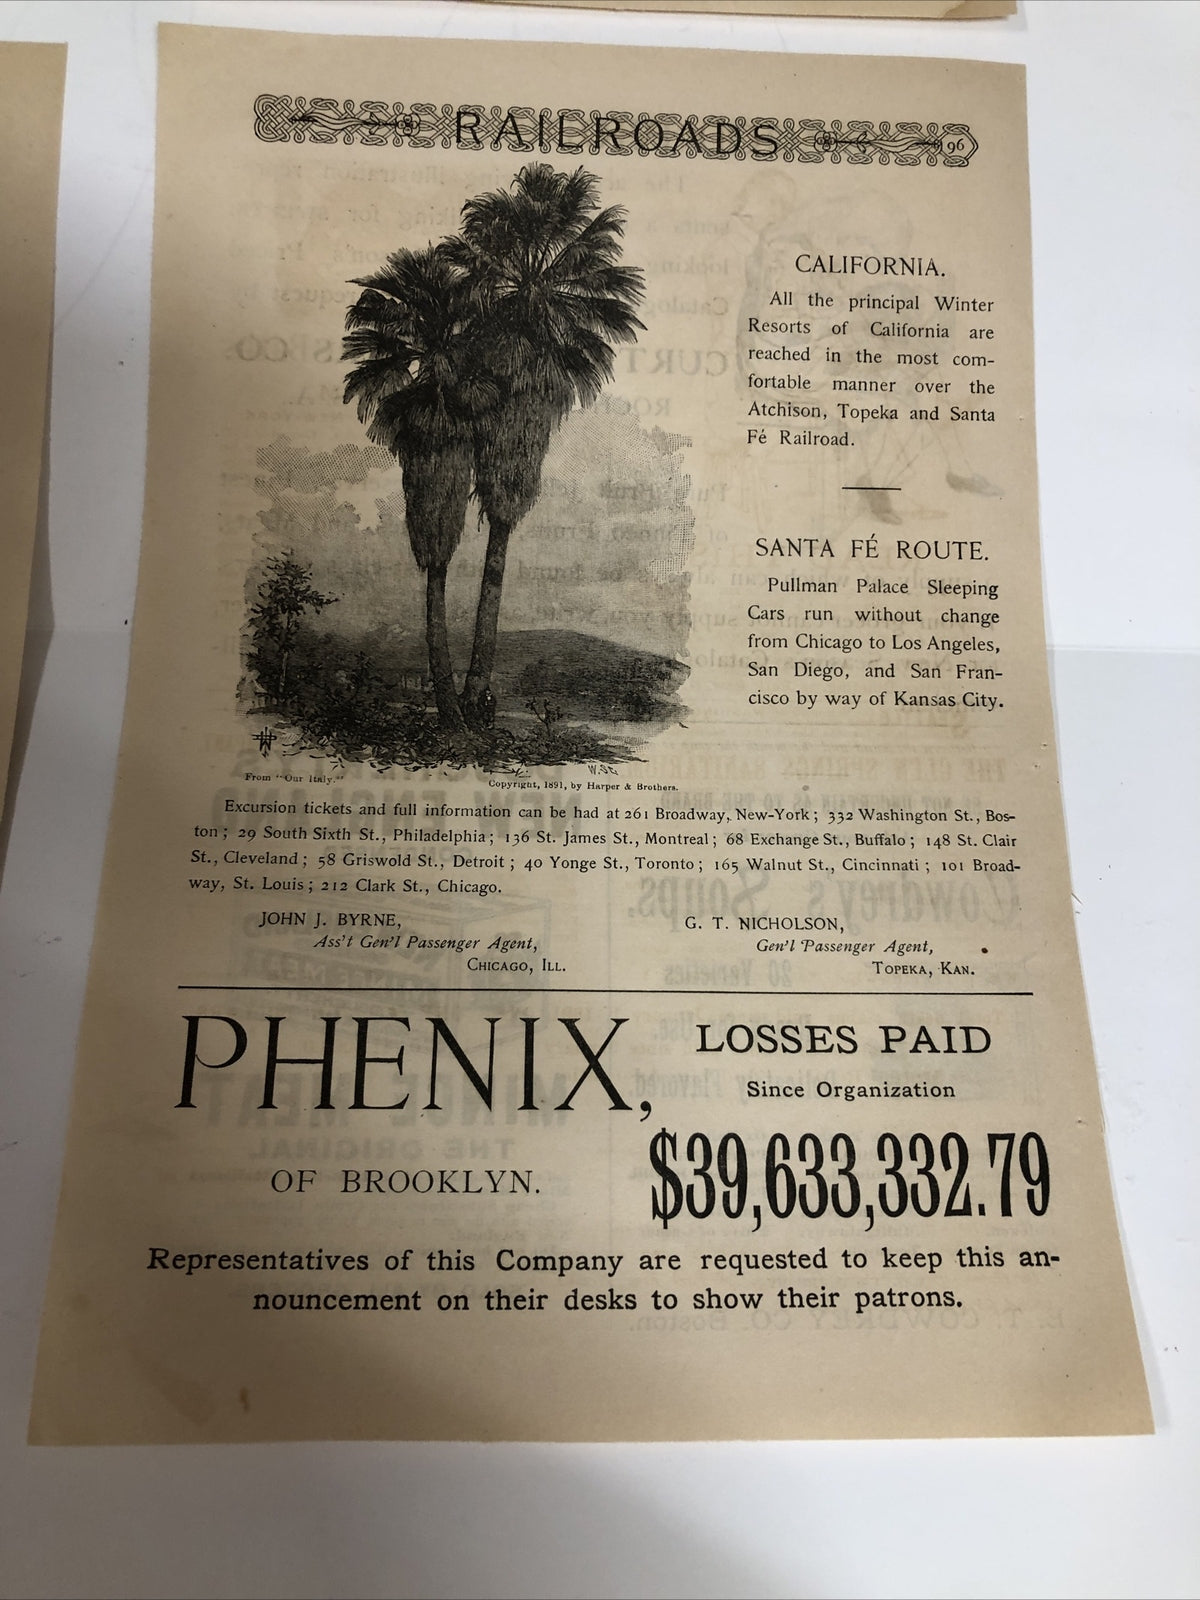 RAILROADS
96
CALIFORNIA.
All the principal Winter
Resorts of California are
reached in the most com-
fortable manner over the
Atchison, Topeka and Santa
Fé Railroad.
SANTA FÉ ROUTE.
Pullman Palace Sleeping
Cars run without change
from Chicago to Los Angeles,
San Diego, and San Fran-
cisco by way of Kansas City.
W.St
From "Our Italy."
Copyright, 1891, by Harper & Brothers.
Excursion tickets and full information can be had at 261 Broadway, New-York; 332 Washington St., Bos-
ton; 29 South Sixth St., Philadelphia; 136 St. James St., Montreal; 68 Exchange St., Buffalo; 148 St. Clair
St., Cleveland; 58 Griswold St., Detroit; 40 Yonge St., Toronto; 165 Walnut St., Cincinnati; 101 Broad-
way, St. Louis; 212 Clark St., Chicago.
JOHN J. BYRNE,
Ass't Gen'l Passenger Agent,
CHICAGO, ILL.
G. T. NICHOLSON,
Gen'l Passenger Agent,
TOPEKA, KAN.
PHENIX,
OF BROOKLYN.
LOSSES PAID
Since Organization
$39,633,332.79
Representatives of this Company are requested to keep this an-
nouncement on their desks to show their patrons.